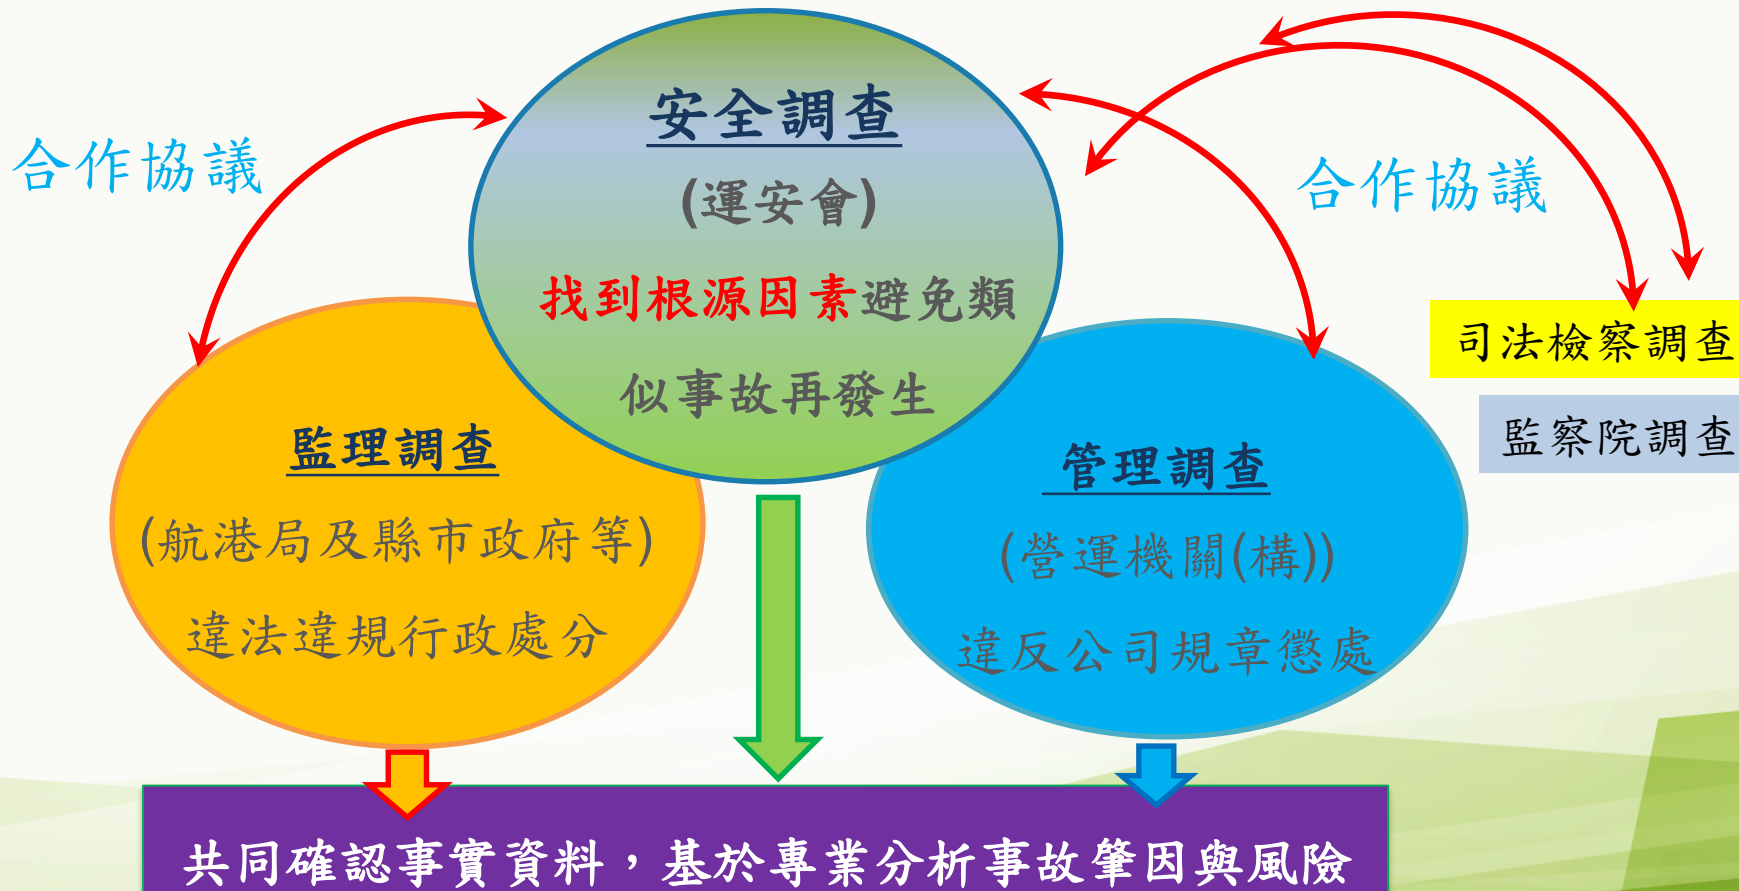 安全調查
(運安會)
找到根源因素避免類
似事故再發生
合作協議
合作協議
司法檢察調查
監察院調查
監理調查
(航港局及縣市政府等)
違法違規行政處分
管理調查
(營運機關(構))
違反公司規章懲處
共同確認事實資料，基於專業分析事故肇因與風險